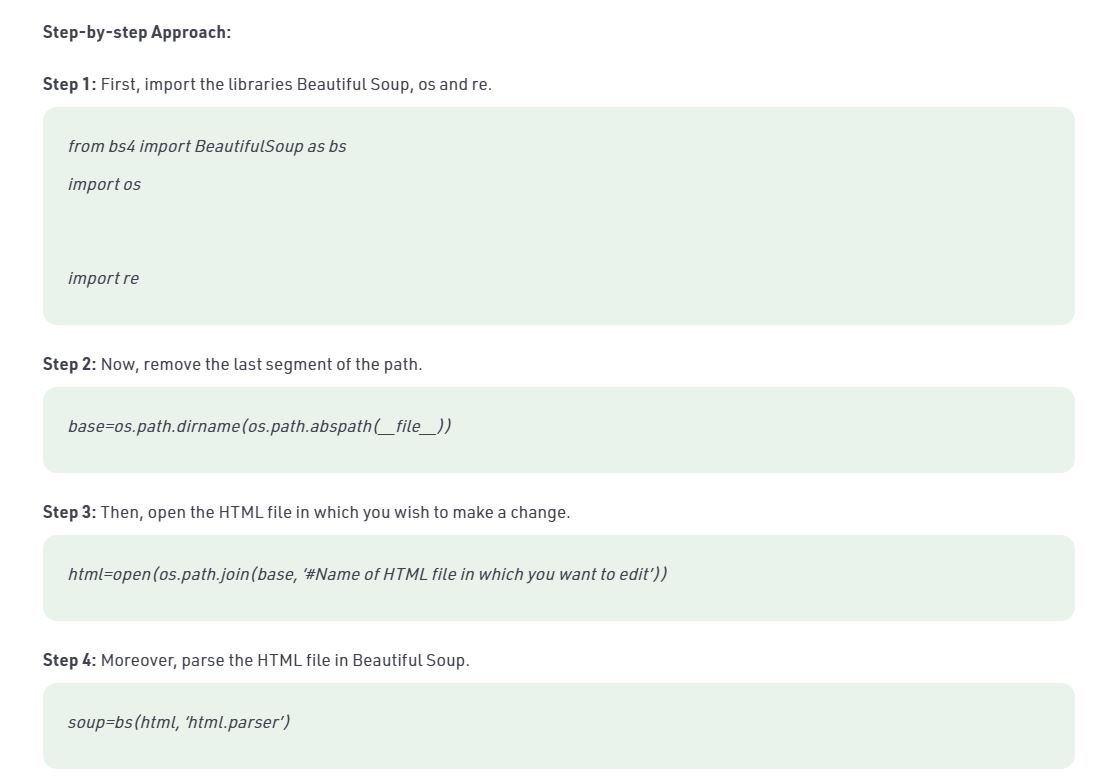 Step-by-step Approach:
Step 1: First, import the libraries Beautiful Soup, os and re.
from bs4 import BeautifulSoup as bs
import os
import re
Step 2: Now, remove the last segment of the path.
base=os.path.dirname(os.path.abspath(__file__))
Step 3: Then, open the HTML file in which you wish to make a change.
html=open(os.path.join(base, ‘#Name of HTML file in which you want to edit’))
Step 4: Moreover, parse the HTML file in Beautiful Soup.
soup=bs(html, ‘html.parser’)